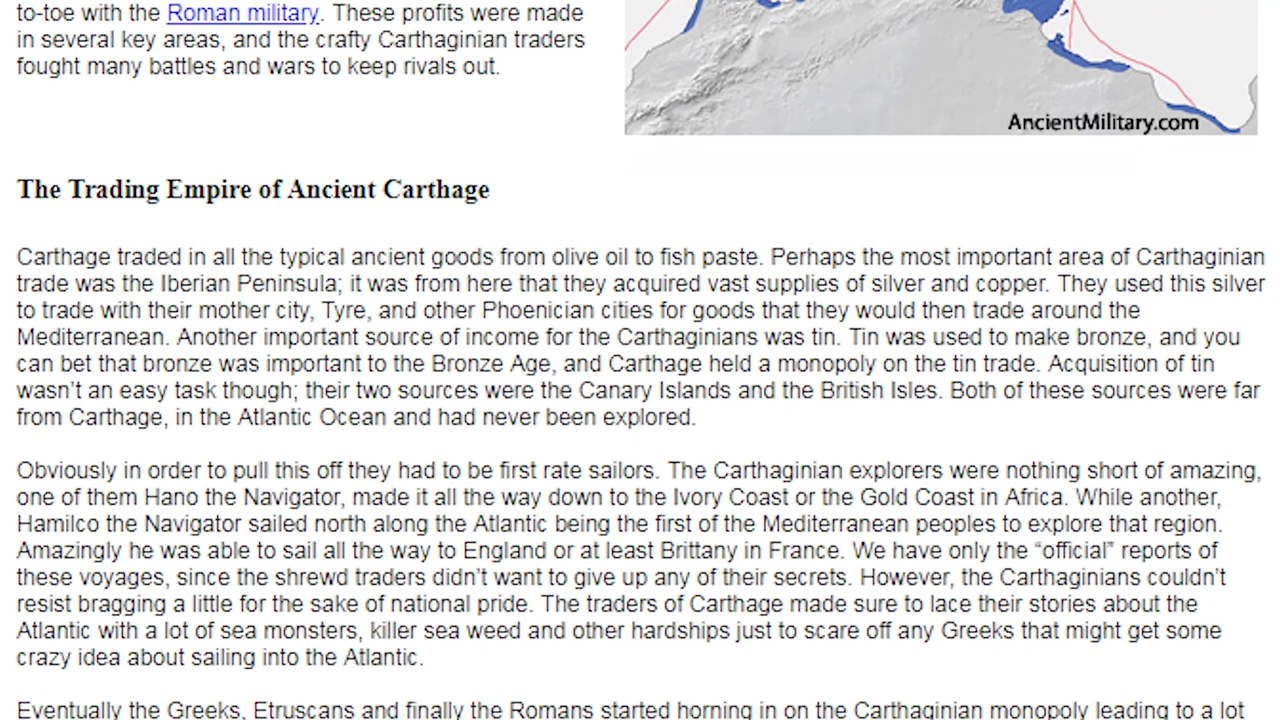 to-toe with the Roman military. These profits were made
in several key areas, and the crafty Carthaginian traders
fought many battles and wars to keep rivals out.
AncientMilitary.com
The Trading Empire of Ancient Carthage
Carthage traded in all the typical ancient goods from olive oil to fish paste. Perhaps the most important area of Carthaginian
trade was the Iberian Peninsula; it was from here that they acquired vast supplies of silver and copper. They used this silver
to trade with their mother city, Tyre, and other Phoenician cities for goods that they would then trade around the
Mediterranean. Another important source of income for the Carthaginians was tin. Tin was used to make bronze, and you
can bet that bronze was important to the Bronze Age, and Carthage held a monopoly on the tin trade. Acquisition of tin
wasn't an easy task though; their two sources were the Canary Islands and the British Isles. Both of these sources were far
from Carthage, in the Atlantic Ocean and had never been explored.
Obviously in order to pull this off they had to be first rate sailors. The Carthaginian explorers were nothing short of amazing,
one of them Hano the Navigator, made it all the way down to the Ivory Coast or the Gold Coast in Africa. While another,
Hamilco the Navigator sailed north along the Atlantic being the first of the Mediterranean peoples to explore that region.
Amazingly he was able to sail all the way to England or at least Brittany in France. We have only the “official” reports of
these voyages, since the shrewd traders didn't want to give up any of their secrets. However, the Carthaginians couldn't
resist bragging a little for the sake of national pride. The traders of Carthage made sure to lace their stories about the
Atlantic with a lot of sea monsters, killer sea weed and other hardships just to scare off any Greeks that might get some
crazy idea about sailing into the Atlantic.
Eventually the Greeks, Etruscans and finally the Romans started horning in on the Carthaginian monopoly leading to a lot